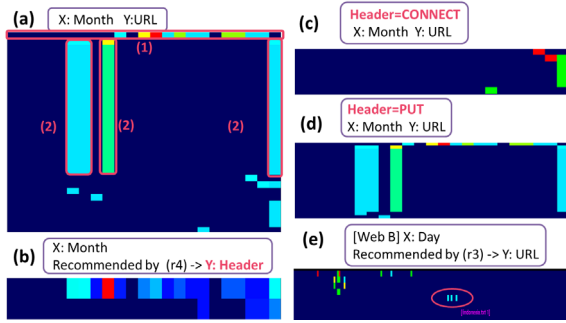 (a)
X: Month Y:URL
(1)
(2)
(2)
(2)
(b)
X: Month
Recommended by (r4) -> Y: Header
(c)
Header=CONNECT
X: Month Y: URL
(d)
Header=PUT
X: Month Y: URL
(e)
[Web B] X: Day
Recommended by (r3) -> Y: URL